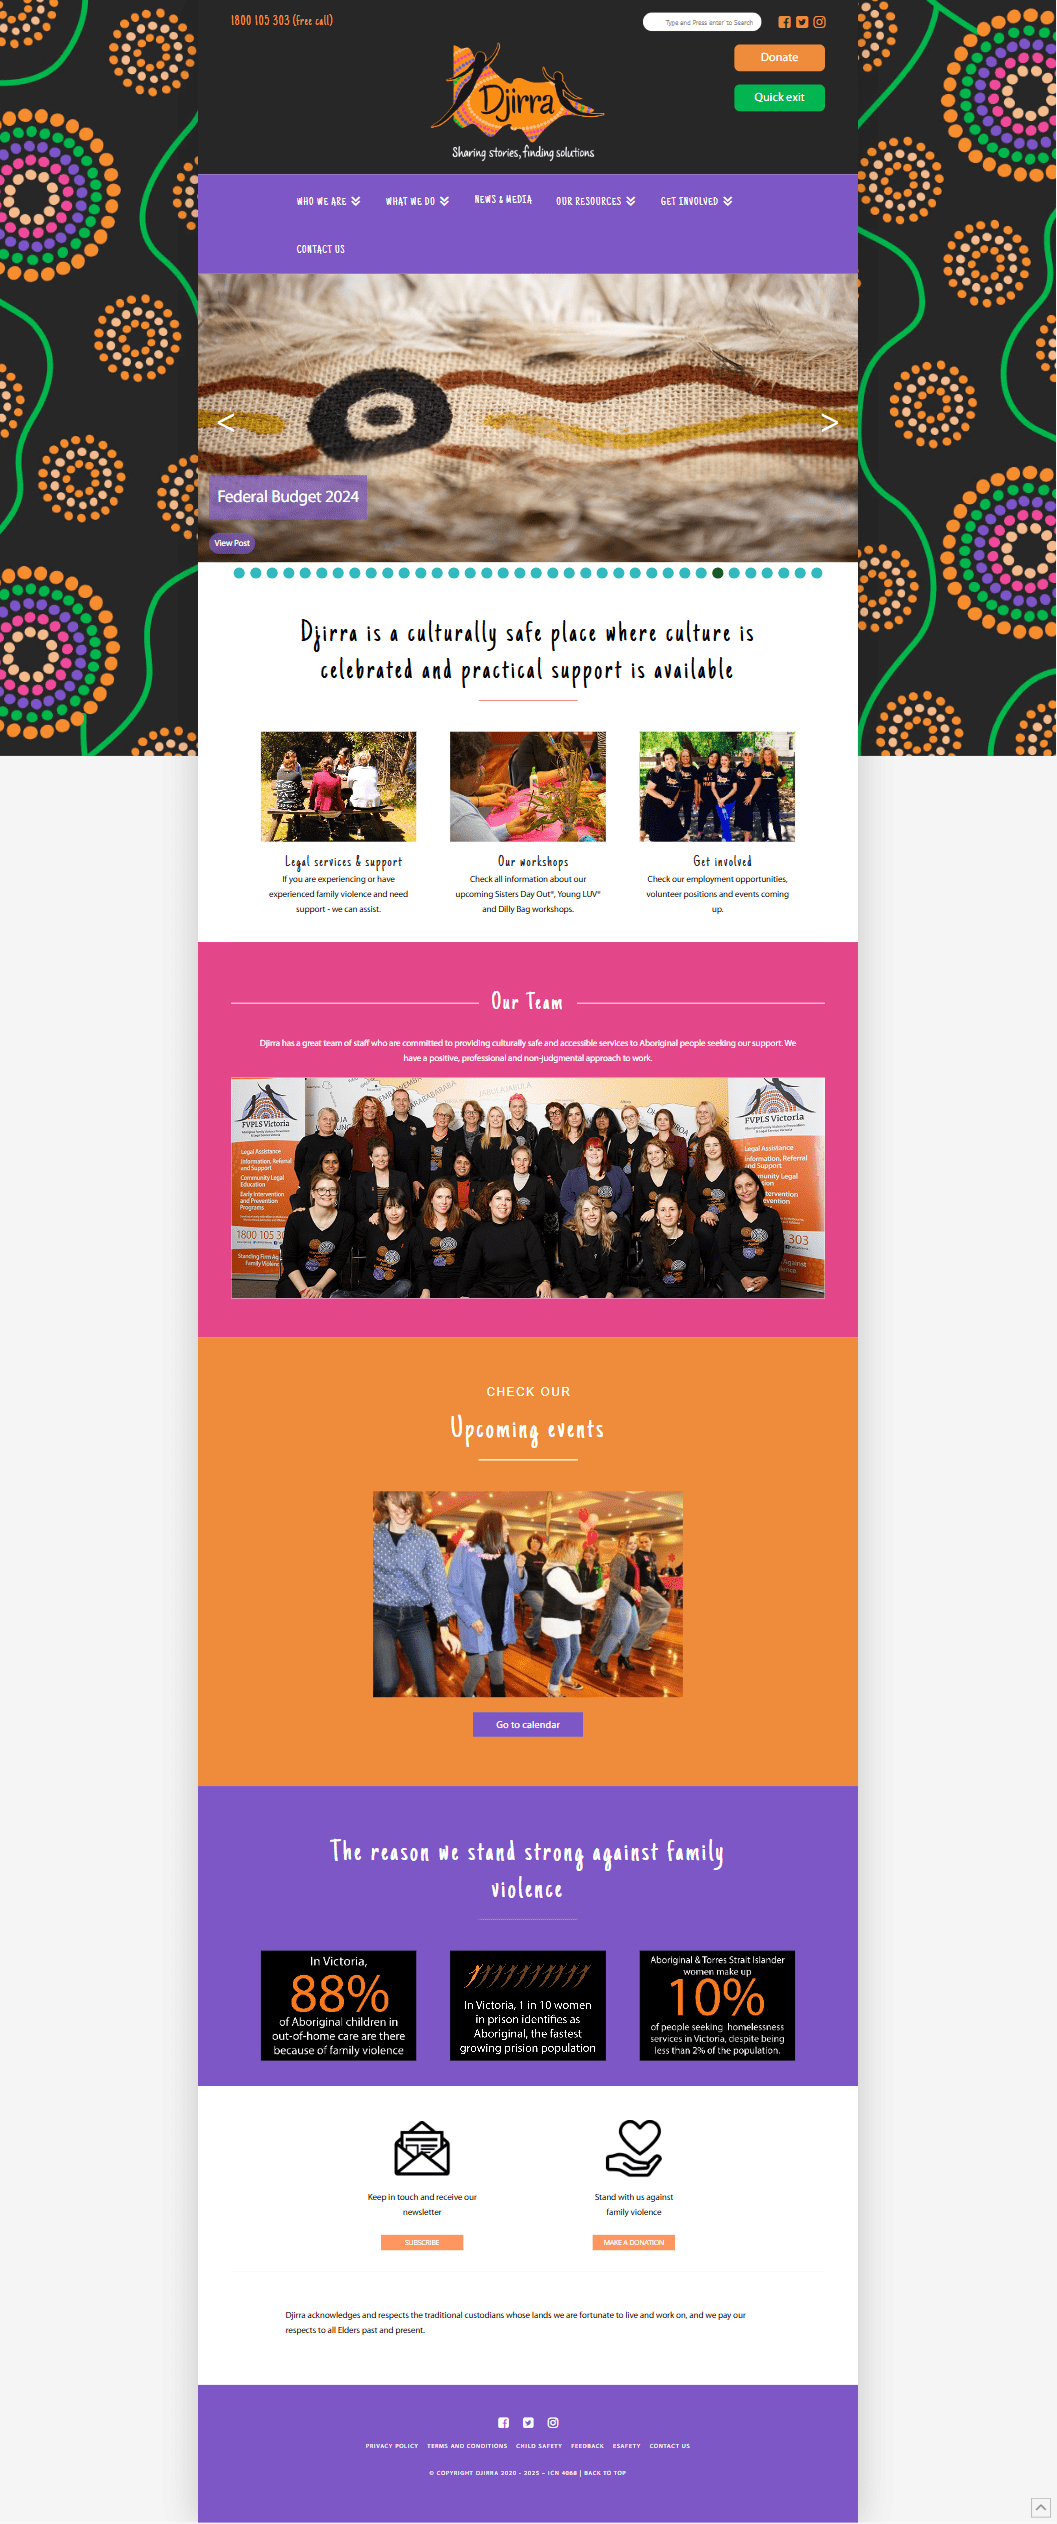 1800 105 303 (free call)
Type and Press 'enter' to Search
Donate
Djirra
Quick exit
Sharing stories, finding solutions
WHO WE ARE
WHAT WE DO
NEWS & MEDIA
OUR RESOURCES
GET INVOLVED
CONTACT US
<
>
Federal Budget 2024
View Post
Djirra is a culturally safe place where culture is
celebrated and practical support is available
Legal services & support
If you are experiencing or have
experienced family violence and need
support - we can assist.
Our workshops
Check all information about our
upcoming Sisters Day Out®, Young LUV®
and Dilly Bag workshops.
Get involved
Check our employment opportunities,
volunteer positions and events coming
up.
Our Team
Djirra has a great team of staff who are committed to providing culturally safe and accessible services to Aboriginal people seeking our support. We
have a positive, professional and non-judgmental approach to work.
FVPLS Victoria
Legal Assistance
Information, Referral
and Support
Community Legal
Education
Early Intervention
and Prevention
Programs
1800 105 3
Standing Firm Ag
Family Violenc
JABULAJABULA
FVPLS Victoria
Legal Assistance
Information, Referral
and Support
303
CHECK OUR
Upcoming events
Go to calendar
The reason we stand strong against family
violence
In Victoria,
88%
of Aboriginal children in
out-of-home care are there
because of family violence
In Victoria, 1 in 10 women
in prison identifies as
Aboriginal, the fastest
growing prision population
Aboriginal & Torres Strait Islander
women make up
10%
of people seeking homelessness
services in Victoria, despite being
less than 2% of the population.
Keep in touch and receive our
newsletter
SUBSCRIBE
Stand with us against
family violence
MAKE A DONATION
Djirra acknowledges and respects the traditional custodians whose lands we are fortunate to live and work on, and we pay our
respects to all Elders past and present.
PRIVACY POLICY TERMS AND CONDITIONS CHILD SAFETY FEEDBACK ESAFETY CONTACT US
© COPYRIGHT DJIRRA 2020 - 2025 – ICN 4068 | BACK TO TOP